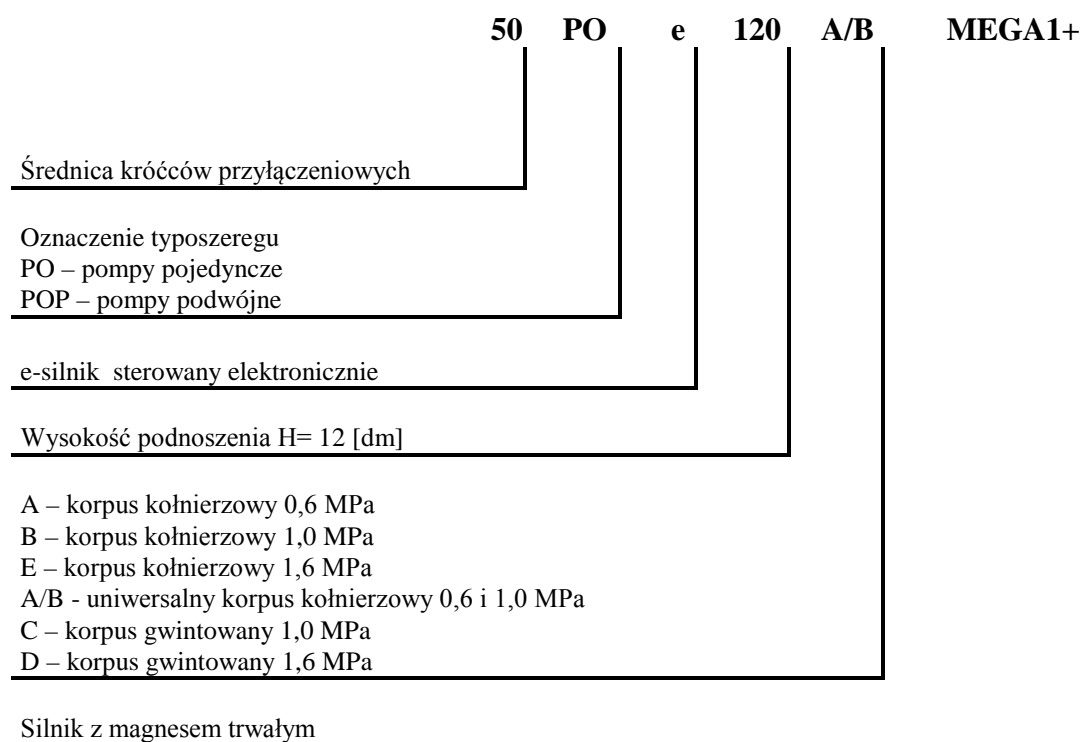 50 PO e 120 A/B MEGA1+
Średnica króćców przyłączeniowych
Oznaczenie typoszeregu
PO – pompy pojedyncze
POP – pompy podwójne
e-silnik sterowany elektronicznie
Wysokość podnoszenia H= 12 [dm]
A – korpus kołnierzowy 0,6 MPa
B – korpus kołnierzowy 1,0 MPa
E – korpus kołnierzowy 1,6 MPa
A/B - uniwersalny korpus kołnierzowy 0,6 i 1,0 MPa
C – korpus gwintowany 1,0 MPa
D – korpus gwintowany 1,6 MPa
Silnik z magnesem trwałym